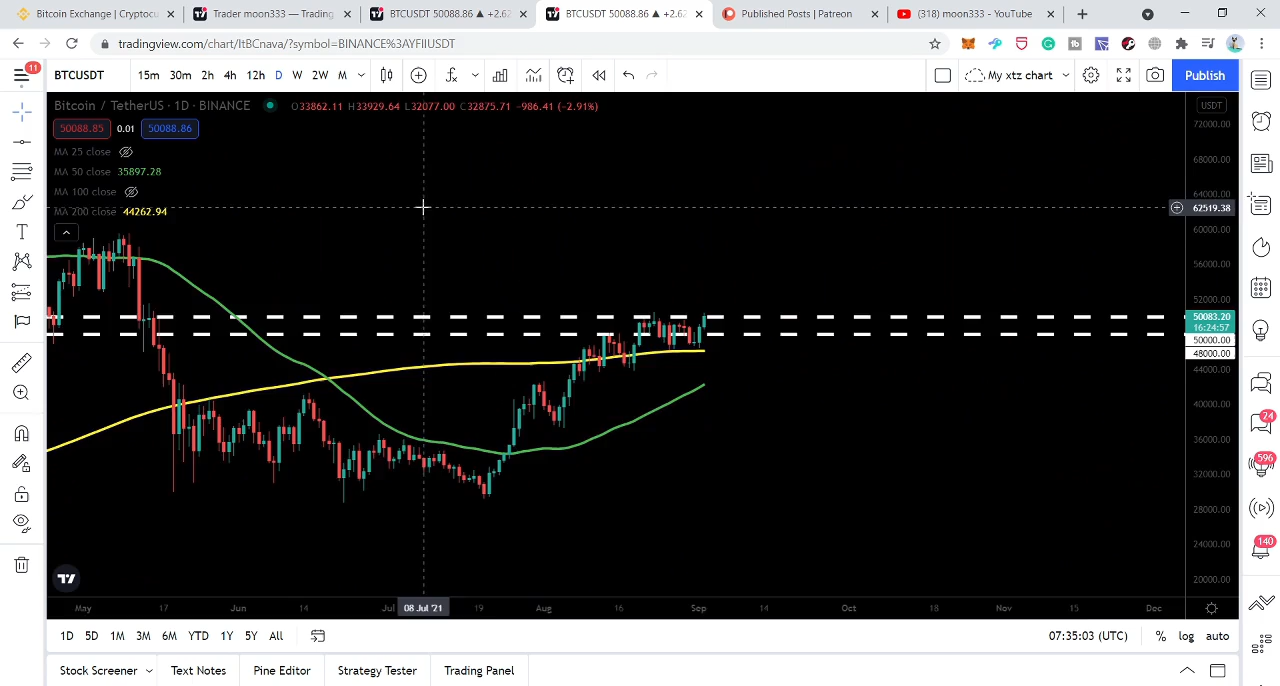 Binance Exchange | Cryptocu
Trader moon333 — Trading
BTCUSDT 50088.86 ▲ +2.62
BTCUSDT 50088.86 ▲ +2.62
Published Posts | Patreon
(318) moon333 - YouTube
tradingview.com/chart/ItBCnava/?symbol=BINANCE%3AYFIIUSDT
11
BTCUSDT 15m 30m 2h 4h 12h D W 2W M
My xtz chart
Publish
Bitcoin / TetherUS · 1D · BINANCE O33862.11 H33929.64 L32077.00 C32875.71 −986.41 (−2.91%)
USDT
50088.85 0.01 50088.86
MA 25 close
MA 50 close 35897.28
MA 100 close
MA 200 close 44262.94
72000.00
68000.00
64000.00
62519.38
60000.00
56000.00
52000.00
50083.20
16:24:57
50000.00
48000.00
44000.00
40000.00
36000.00
32000.00
28000.00
24000.00
20000.00
24
596
140
May 17 Jun 14 Jul 08 Jul '21 19 Aug 16 Sep 14 Oct 18 Nov 15 Dec
1D 5D 1M 3M 6M YTD 1Y 5Y All
07:35:03 (UTC) % log auto
Stock Screener Text Notes Pine Editor Strategy Tester Trading Panel